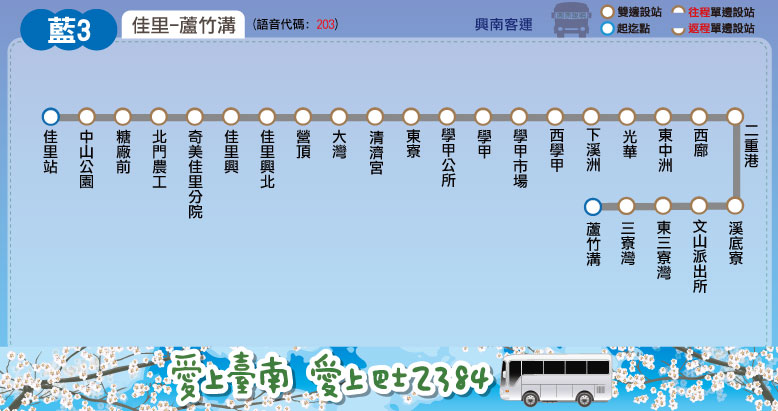 藍3
佳里-蘆竹溝
(語音代碼: 203)
興南客運
雙邊設站
往程單邊設站
起迄點
返程單邊設站
佳里站
中山公園
糖廠前
北門農工
奇美佳里分院
佳里興
佳里興北
營頂
大灣
清濟宮
東寮
學甲公所
學甲
學甲市場
西學甲
下溪洲
光華
東中洲
西廍
二重港
溪底寮
文山派出所
東三寮灣
三寮灣
蘆竹溝
愛上臺南 愛上巴士2384